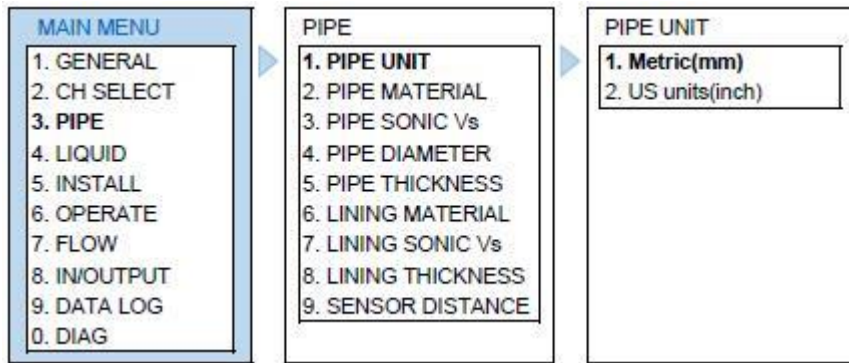 MAIN MENU
1. GENERAL
2. CH SELECT
3. PIPE
4. LIQUID
5. INSTALL
6. OPERATE
7. FLOW
8. IN/OUTPUT
9. DATA LOG
0. DIAG
PIPE
1. PIPE UNIT
2. PIPE MATERIAL
3. PIPE SONIC Vs
4. PIPE DIAMETER
5. PIPE THICKNESS
6. LINING MATERIAL
7. LINING SONIC Vs
8. LINING THICKNESS
9. SENSOR DISTANCE
PIPE UNIT
1. Metric(mm)
2. US units(inch)